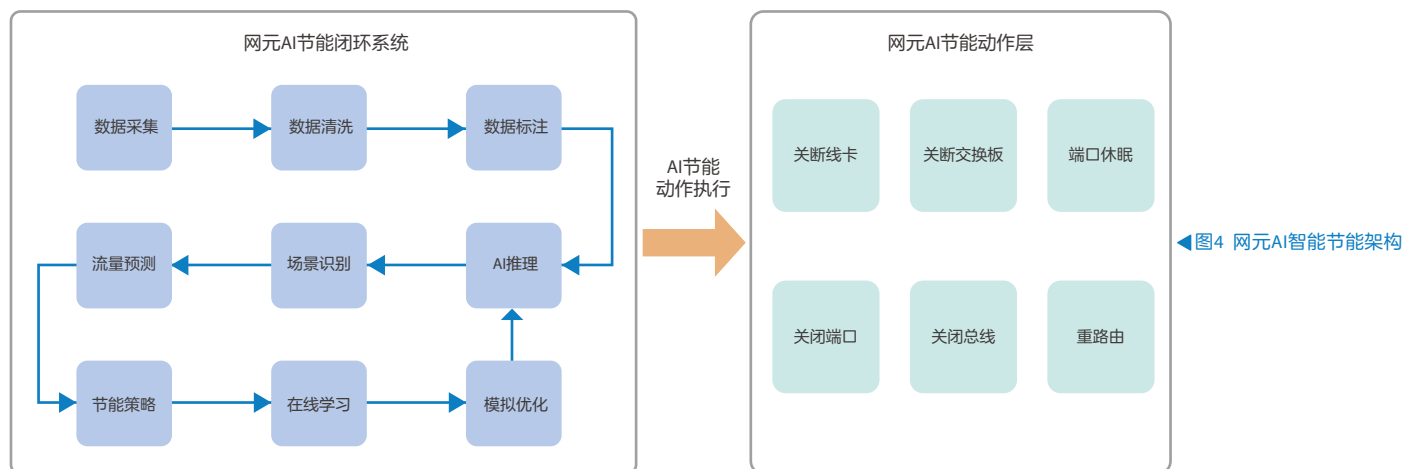 网元AI节能闭环系统
数据采集
数据清洗
数据标注
流量预测
场景识别
AI推理
节能策略
在线学习
模拟优化
AI节能
动作执行
网元AI节能动作层
关断线卡
关断交换板
端口休眠
关闭端口
关闭总线
重路由
图4 网元AI智能节能架构